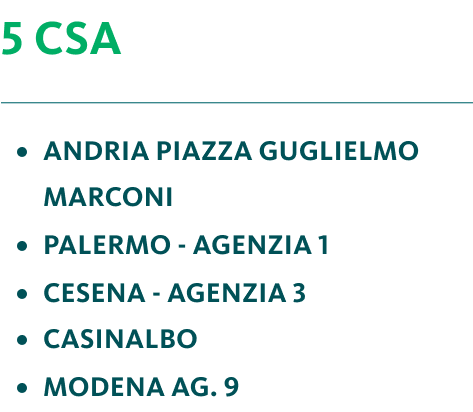 5 CSA
• ANDRIA PIAZZA GUGLIELMO
MARCONI
• PALERMO - AGENZIA 1
• CESENA - AGENZIA 3
• CASINALBO
• MODENA AG. 9